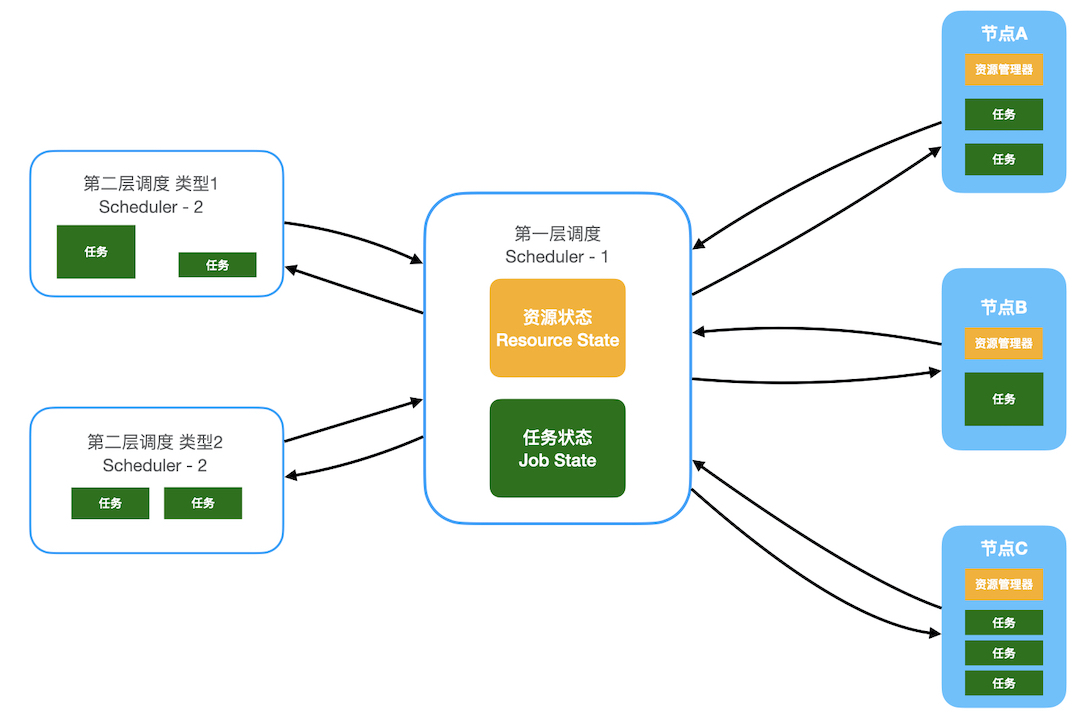 第二层调度 类型1
Scheduler - 2
任务
任务
第二层调度 类型2
Scheduler - 2
任务
任务
第一层调度
Scheduler - 1
资源状态
Resource State
任务状态
Job State
节点A
资源管理器
任务
任务
节点B
资源管理器
任务
节点C
资源管理器
任务
任务
任务